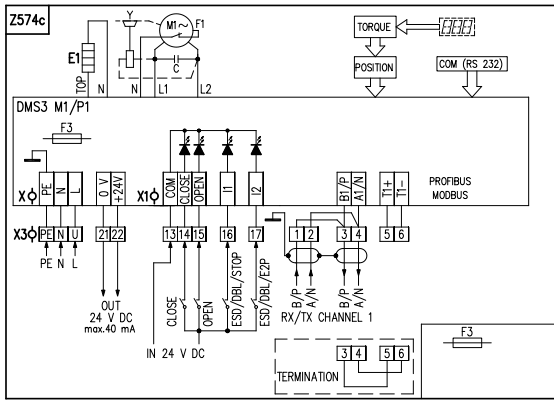 Z574c
Y
M1~
F1
TORQUE
E1
C
POSITION
COM (RS 232)
TOP
N
N
L1
L2
DMS3 M1/P1
F3
X
PE
N
L
0 V
+24V
X1
COM
CLOSE
OPEN
I1
I2
B1/P
A1/N
T1+
T1-
PROFIBUS
MODBUS
X3
PE
N
U
21
22
13
14
15
16
17
1
2
3
4
5
6
PE N L
OUT
24 V DC
max.40 mA
CLOSE
OPEN
ESD/DBL/STOP
ESD/DBL/E2P
B/P
A/N
B/P
A/N
RX/TX CHANNEL 1
IN 24 V DC
TERMINATION
3
4
5
6
F3